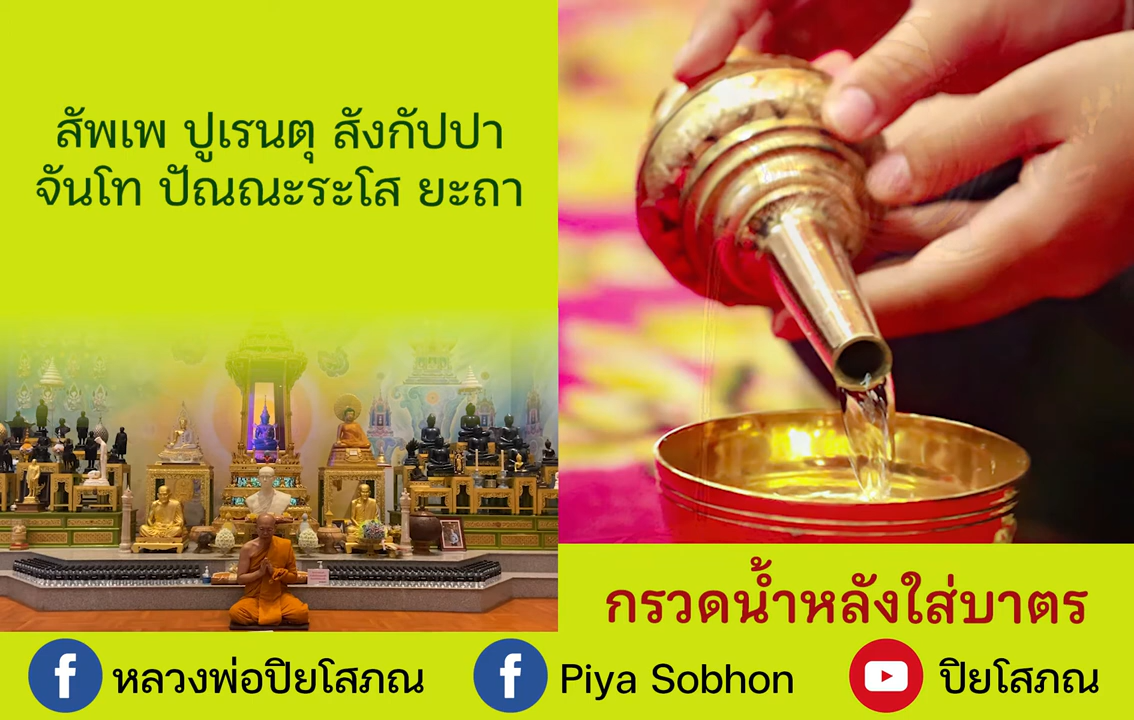 สัพเพ ปูเรนตุ สังกัปปา
จันโท ปัณณะระโส ยะถา
กรวดน้ำหลังใส่บาตร
หลวงพ่อปิยโสภณ
Piya Sobhon
ปิยโสภณ